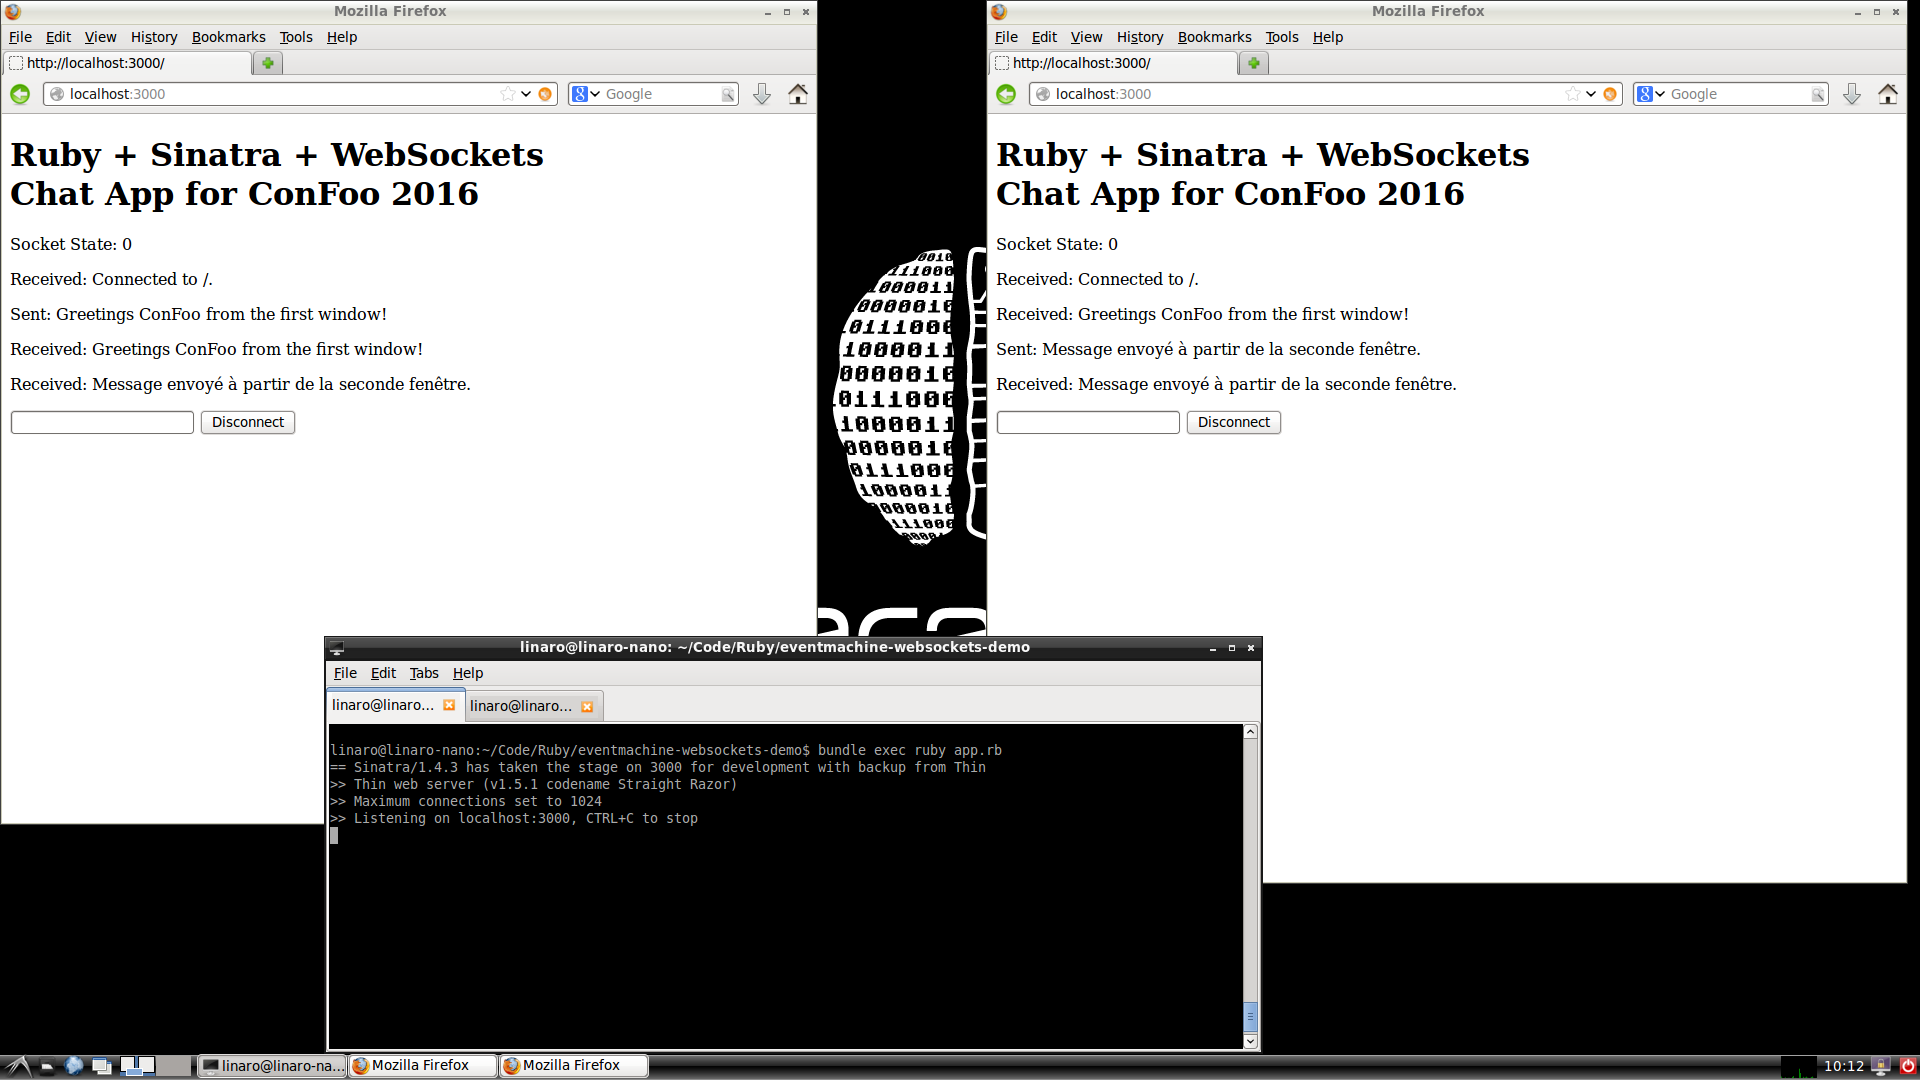 Mozilla Firefox
File Edit View History Bookmarks Tools Help
http://localhost:3000/
localhost:3000
Google
Ruby + Sinatra + WebSockets
Chat App for ConFoo 2016
Socket State: 0
Received: Connected to /.
Sent: Greetings ConFoo from the first window!
Received: Greetings ConFoo from the first window!
Received: Message envoyé à partir de la seconde fenêtre.
Disconnect
Mozilla Firefox
File Edit View History Bookmarks Tools Help
http://localhost:3000/
localhost:3000
Google
Ruby + Sinatra + WebSockets
Chat App for ConFoo 2016
Socket State: 0
Received: Connected to /.
Received: Greetings ConFoo from the first window!
Sent: Message envoyé à partir de la seconde fenêtre.
Received: Message envoyé à partir de la seconde fenêtre.
Disconnect
linaro@linaro-nano: ~/Code/Ruby/eventmachine-websockets-demo
File Edit Tabs Help
linaro@linaro... linaro@linaro...
linaro@linaro-nano:~/Code/Ruby/eventmachine-websockets-demo$ bundle exec ruby app.rb
== Sinatra/1.4.3 has taken the stage on 3000 for development with backup from Thin
>> Thin web server (v1.5.1 codename Straight Razor)
>> Maximum connections set to 1024
>> Listening on localhost:3000, CTRL+C to stop
linaro@linaro-na... Mozilla Firefox Mozilla Firefox 10:12